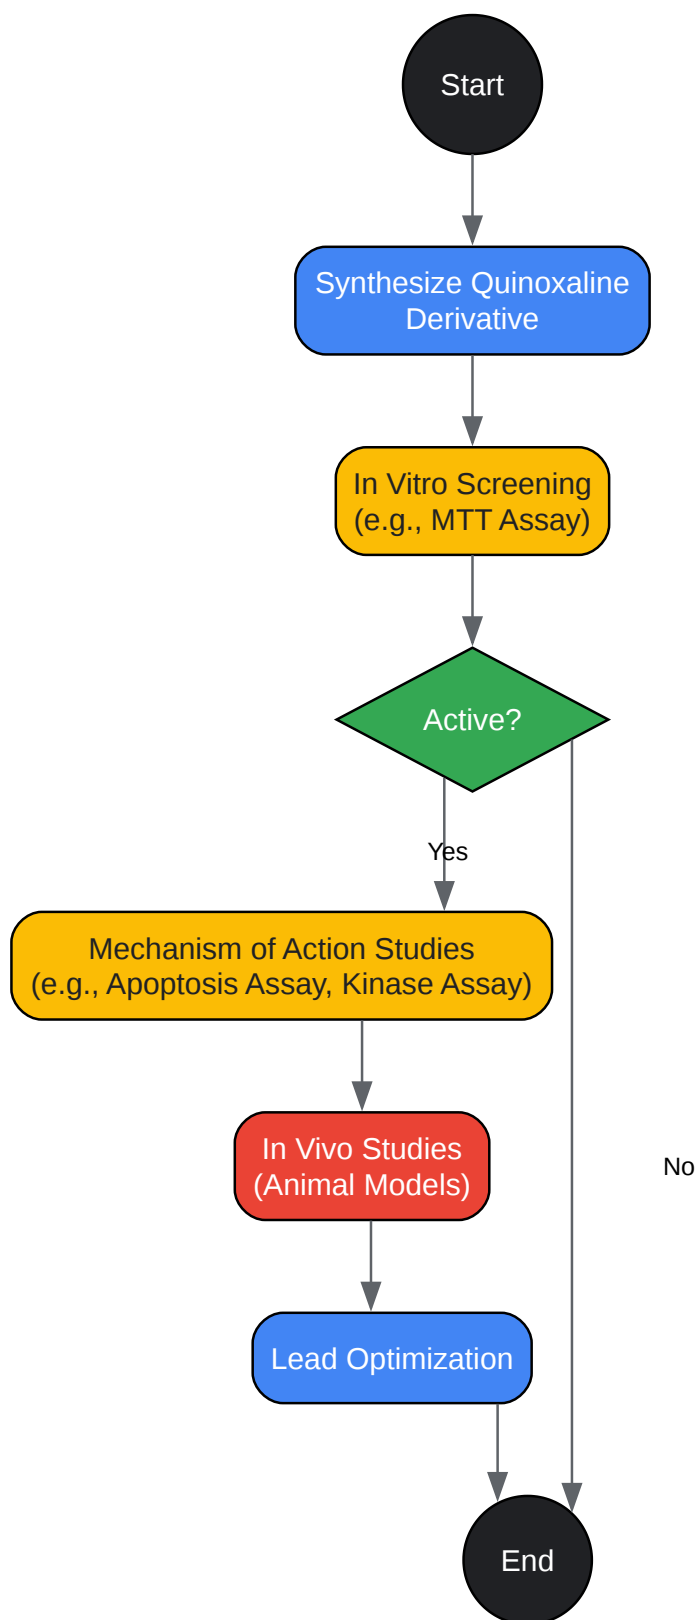 Start
Synthesize Quinoxaline
Derivative
In Vitro Screening
(e.g., MTT Assay)
Active?
Yes
Mechanism of Action Studies
(e.g., Apoptosis Assay, Kinase Assay)
In Vivo Studies
(Animal Models)
No
Lead Optimization
End